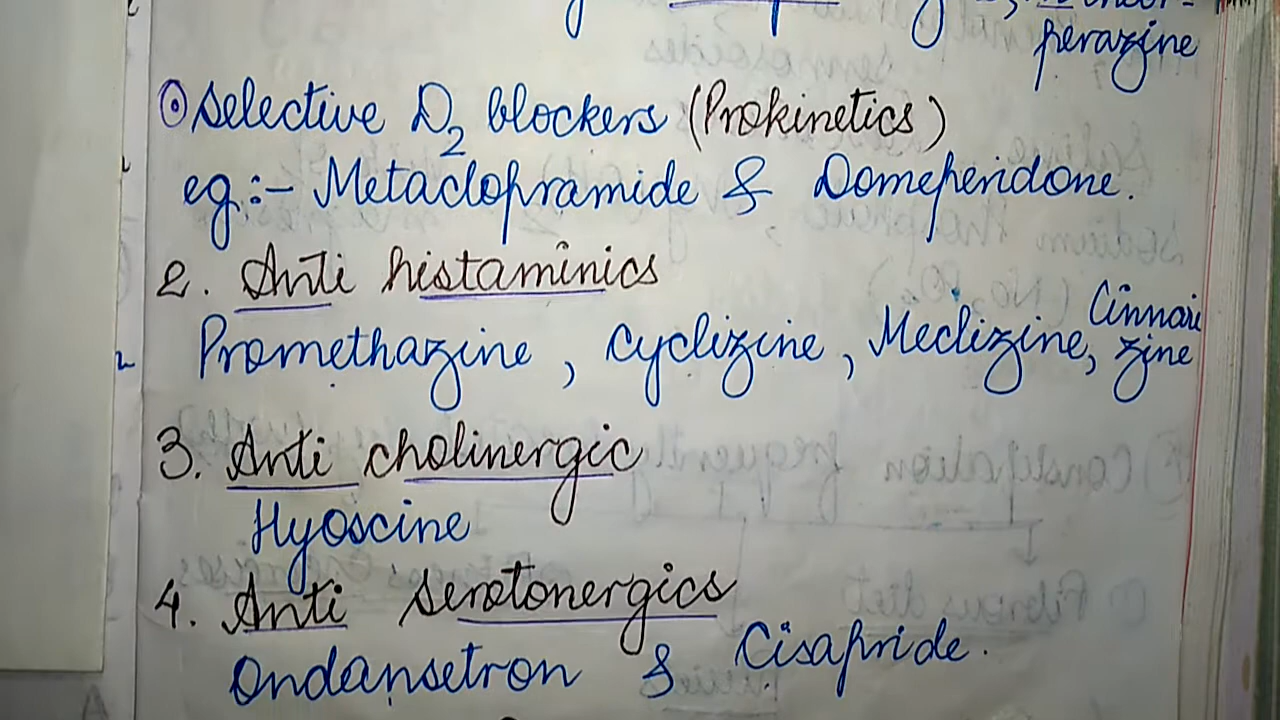 perazine
Selective D2 blockers (Prokinetics)
eg:- Metaclopramide & Domeperidone.
2. Anti histaminics
Promethazine, Cyclizine, Meclizine, Cinnarizine
3. Anti cholinergic
Hyoscine
4. Anti Serotonergics
Ondansetron & Cisapride.